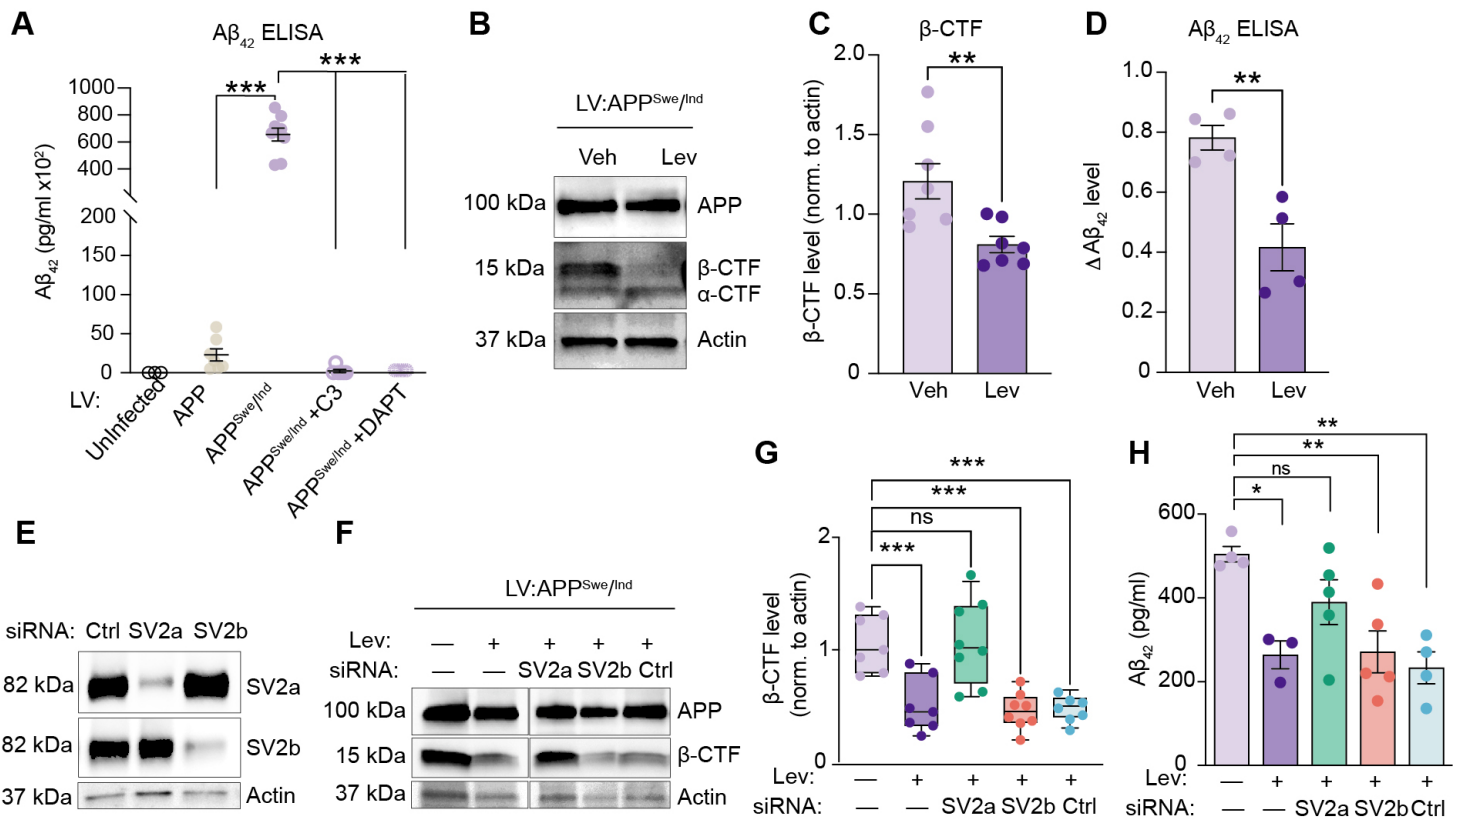 A
Aβ42 ELISA
***
***
1000
800
600
400
200
150
100
50
0
Aβ42 (pg/ml x10²)
LV:
UnInfected
APP
APPSwe/Ind
APPSwe/Ind +C3
APPSwe/Ind +DAPT
B
LV:APPSwe/Ind
Veh Lev
100 kDa APP
15 kDa β-CTF
α-CTF
37 kDa Actin
C
β-CTF
**
2.0
1.5
1.0
0.5
0
β-CTF level (norm. to actin)
Veh Lev
D
Aβ42 ELISA
**
1.0
0.8
0.6
0.4
0.2
0
Δ Aβ42 level
Veh Lev
E
siRNA: Ctrl SV2a SV2b
82 kDa SV2a
82 kDa SV2b
37 kDa Actin
F
LV:APPSwe/Ind
Lev: — + + + +
siRNA: — — SV2a SV2b Ctrl
100 kDa APP
15 kDa β-CTF
37 kDa Actin
G
***
***
ns
***
2
1
0
β-CTF level
(norm. to actin)
Lev: — + + + +
siRNA: — — SV2a SV2b Ctrl
H
**
**
ns
*
600
400
200
0
Aβ42 (pg/ml)
Lev: — + + + +
siRNA: — — SV2a SV2b Ctrl